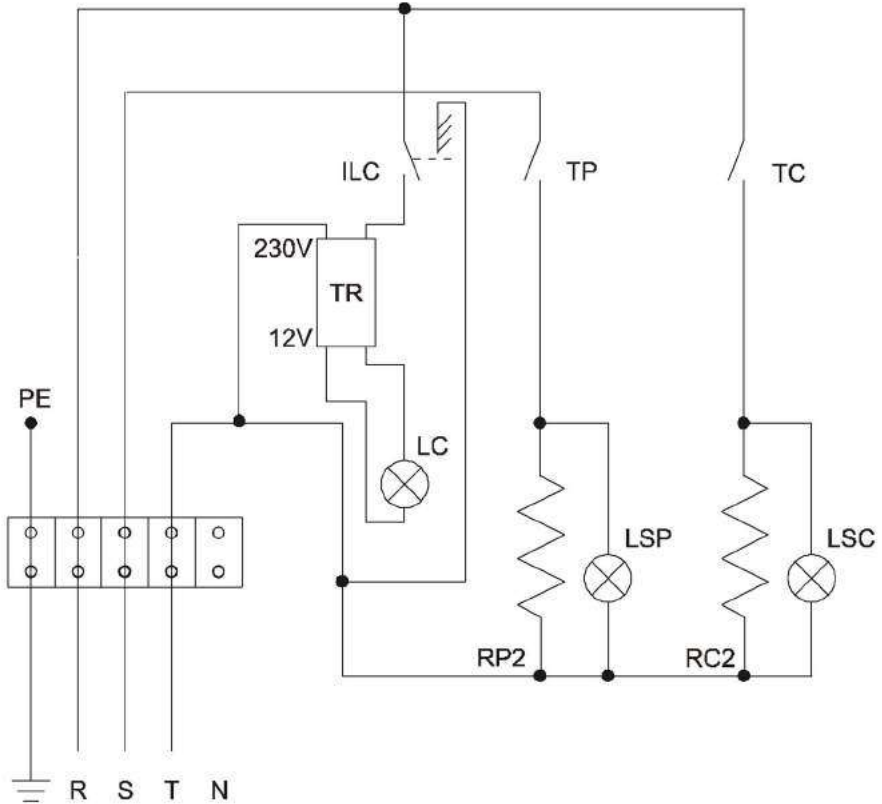 ILC
TP
TC
230V
TR
12V
PE
LC
LSP
LSC
RP2
RC2
R S T N